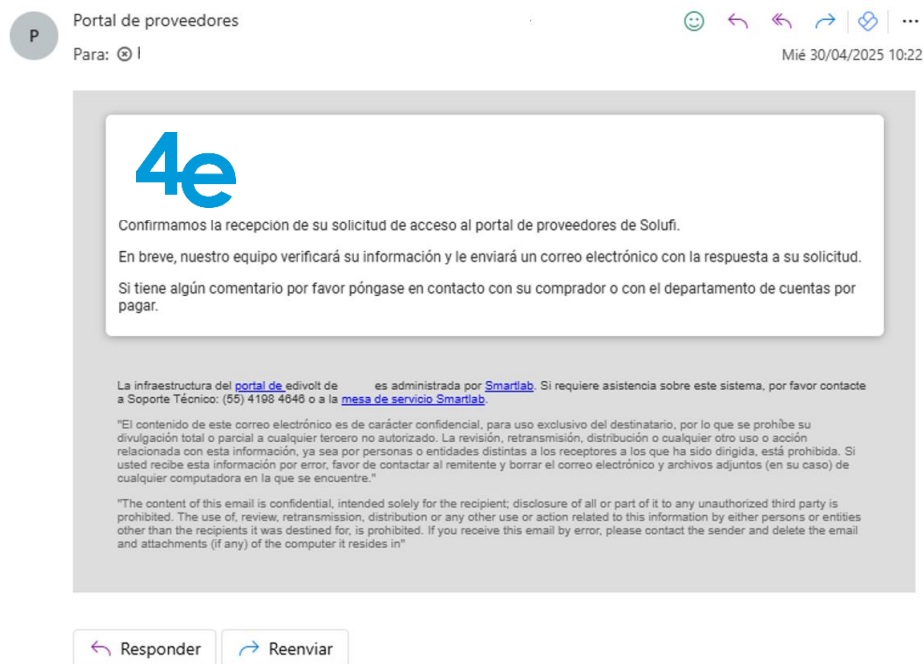 P
Portal de proveedores
Para:
Mié 30/04/2025 10:22
4e
Confirmamos la recepción de su solicitud de acceso al portal de proveedores de Solufi.
En breve, nuestro equipo verificará su información y le enviará un correo electrónico con la respuesta a su solicitud.
Si tiene algún comentario por favor póngase en contacto con su comprador o con el departamento de cuentas por
pagar.
La infraestructura del portal de edivolt de es administrada por Smartlab. Si requiere asistencia sobre este sistema, por favor contacte
a Soporte Técnico: (55) 4198 4646 o a la mesa de servicio Smartlab.
"El contenido de este correo electrónico es de carácter confidencial, para uso exclusivo del destinatario, por lo que se prohíbe su
divulgación total o parcial a cualquier tercero no autorizado. La revisión, retransmisión, distribución o cualquier otro uso o acción
relacionada con esta información, ya sea por personas o entidades distintas a los receptores a los que ha sido dirigida, está prohibida. Si
usted recibe esta información por error, favor de contactar al remitente y borrar el correo electrónico y archivos adjuntos (en su caso) de
cualquier computadora en la que se encuentre."
"The content of this email is confidential, intended solely for the recipient; disclosure of all or part of it to any unauthorized third party is
prohibited. The use of, review, retransmission, distribution or any other use or action related to this information by either persons or entities
other than the recipients it was destined for, is prohibited. If you receive this email by error, please contact the sender and delete the email
and attachments (if any) of the computer it resides in"
Responder
Reenviar